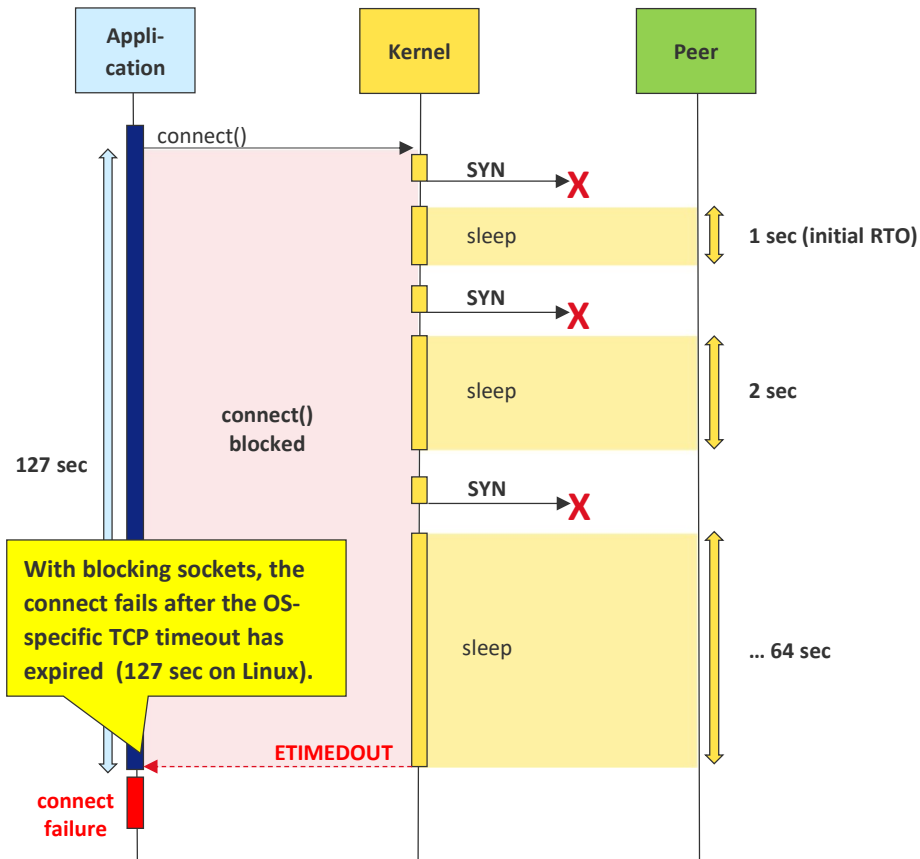 Appli-
cation
Kernel
Peer
connect()
SYN
X
sleep
1 sec (initial RTO)
SYN
X
sleep
2 sec
connect()
blocked
127 sec
SYN
X
With blocking sockets, the
connect fails after the OS-
specific TCP timeout has
expired (127 sec on Linux).
sleep
... 64 sec
ETIMEDOUT
connect
failure